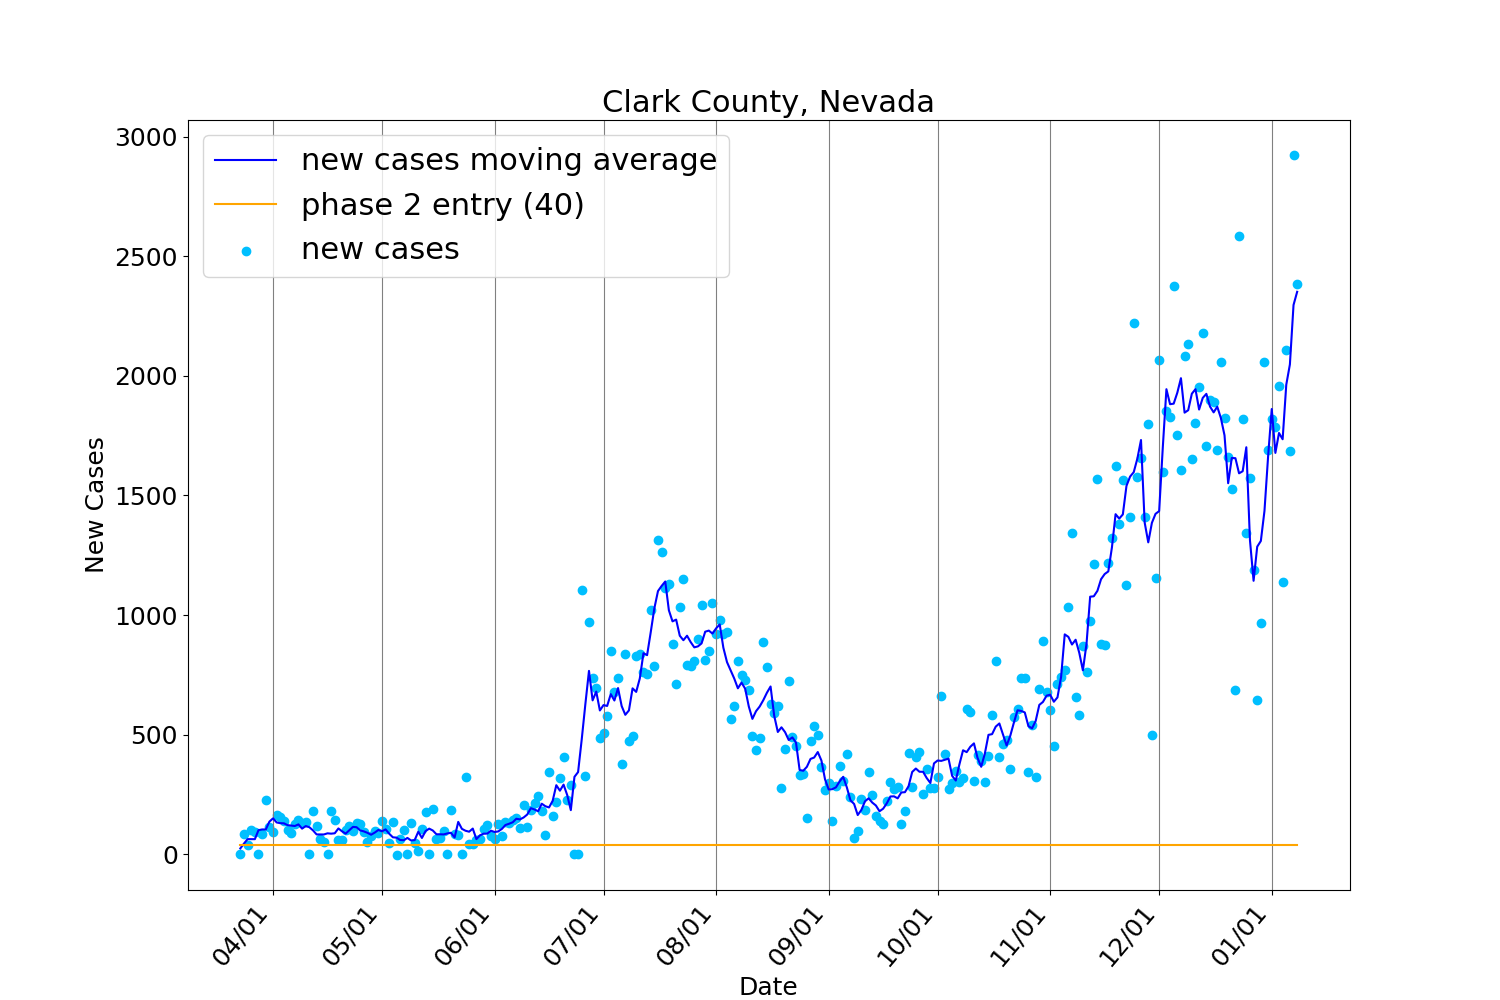 Clark County, Nevada
new cases moving average
phase 2 entry (40)
new cases
New Cases
3000
2500
2000
1500
1000
500
0
04/01
05/01
06/01
07/01
08/01
09/01
10/01
11/01
12/01
01/01
Date